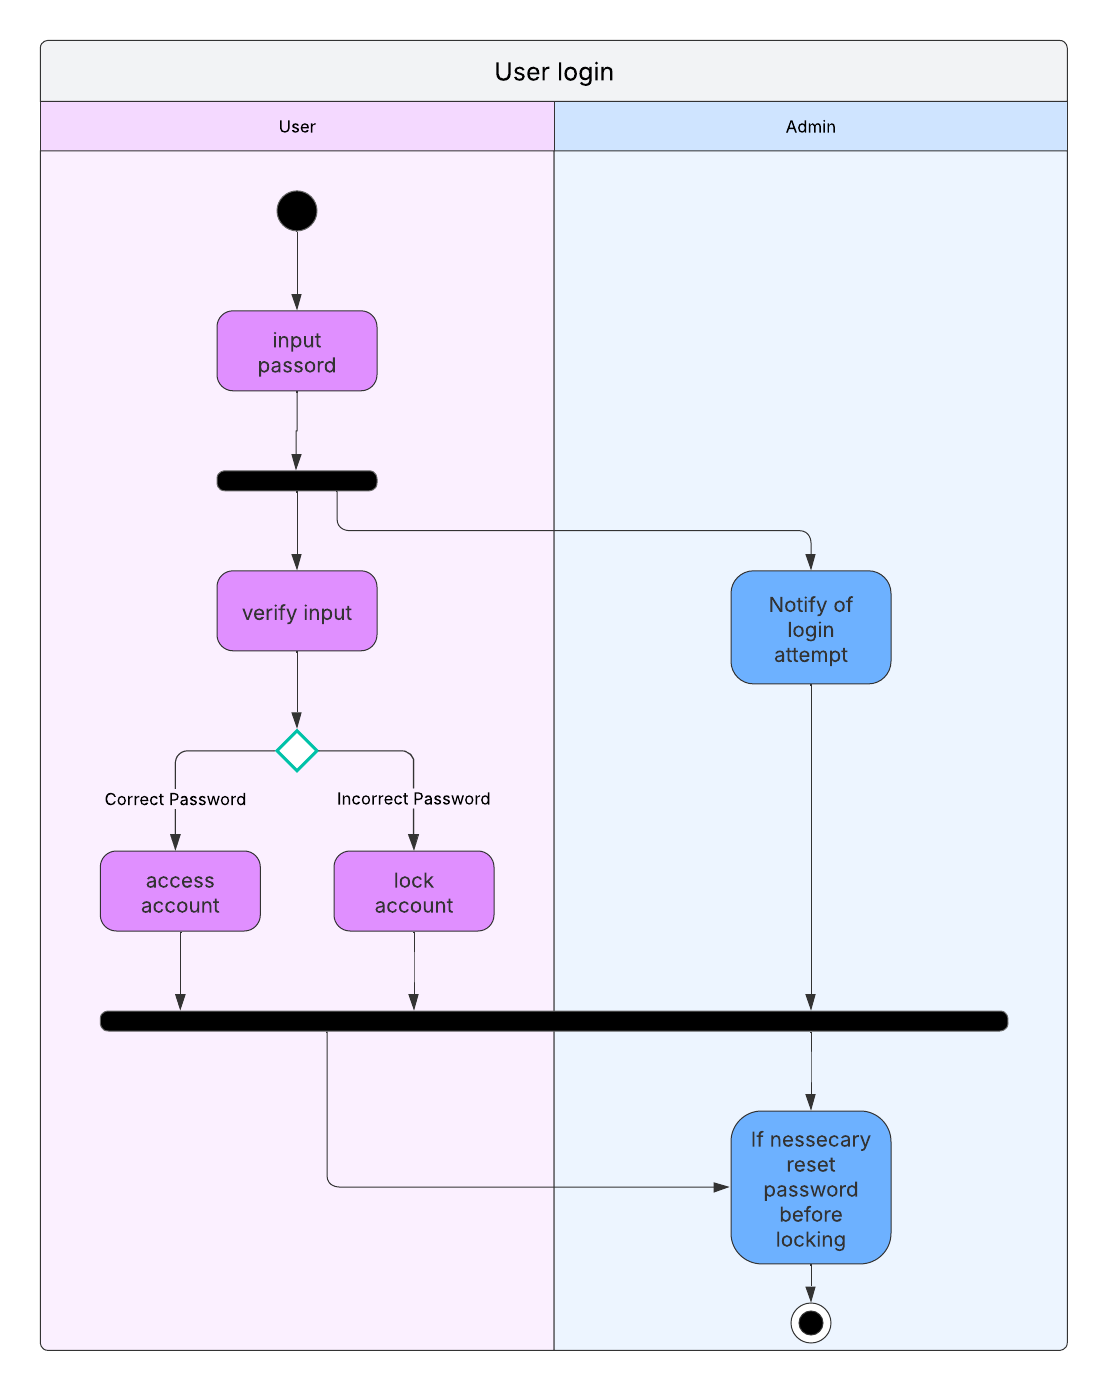 User login
User
Admin
input
passord
verify input
Notify of
login
attempt
Correct Password
Incorrect Password
access
account
lock
account
If nessecary
reset
password
before
locking